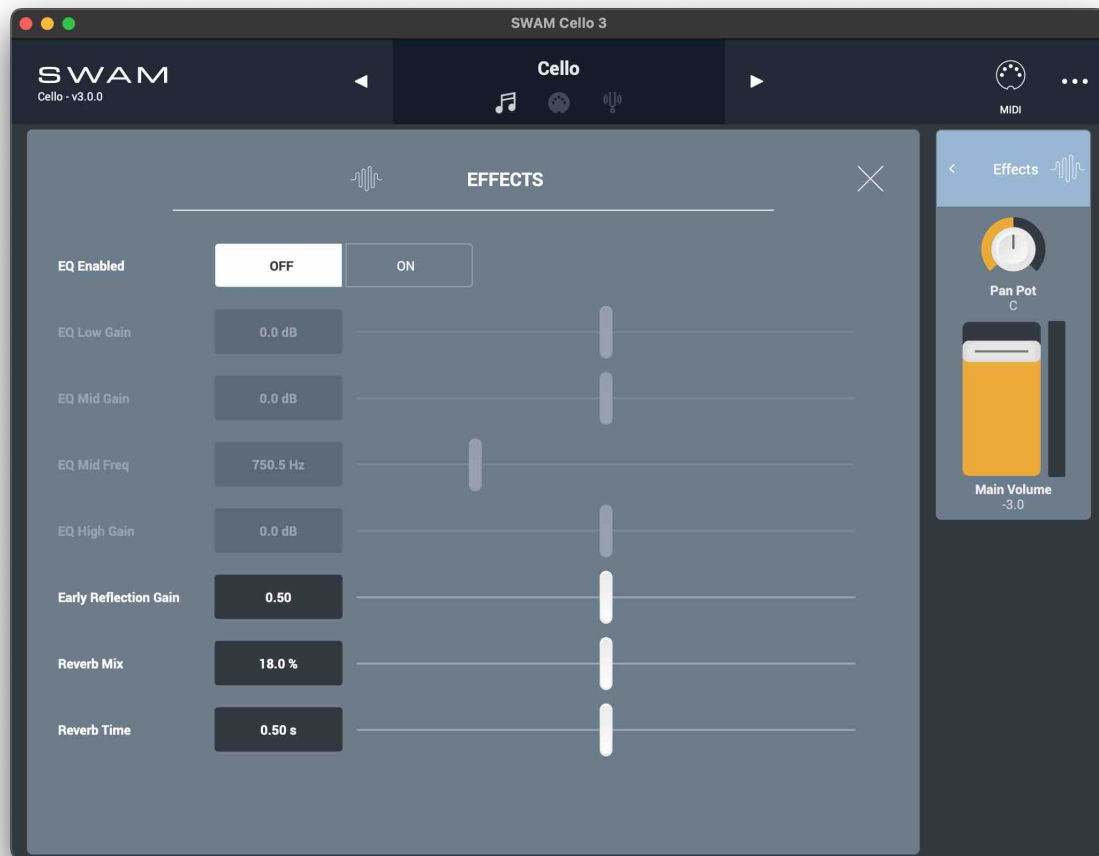 SWAM Cello 3
SWAM
Cello - v3.0.0
Cello
MIDI
EFFECTS
EQ Enabled OFF ON
EQ Low Gain 0.0 dB
EQ Mid Gain 0.0 dB
EQ Mid Freq 750.5 Hz
EQ High Gain 0.0 dB
Early Reflection Gain 0.50
Reverb Mix 18.0 %
Reverb Time 0.50 s
Effects
Pan Pot
C
Main Volume
-3.0